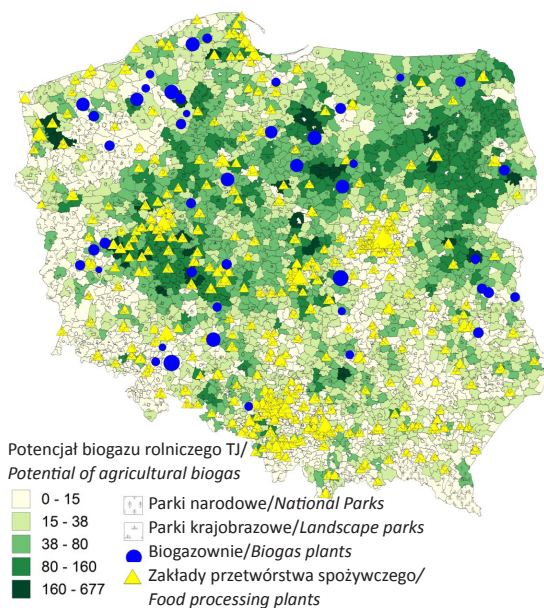 Potencjał biogazu rolniczego TJ/
Potential of agricultural biogas
0 - 15
15 - 38
38 - 80
80 - 160
160 - 677
Parki narodowe/National Parks
Parki krajobrazowe/Landscape parks
Biogazownie/Biogas plants
Zakłady przetwórstwa spożywczego/
Food processing plants